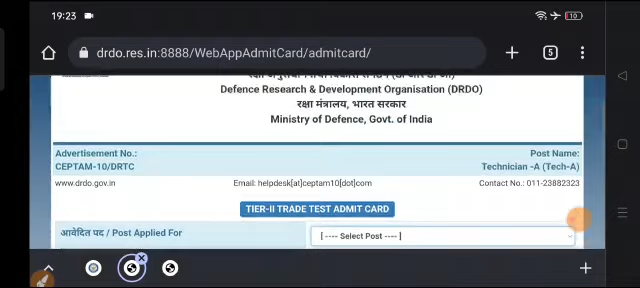 19:23
10
drdo.res.in:8888/WebAppAdmitCard/admitcard/
5
Defence Research & Development Organisation (DRDO)
रक्षा मंत्रालय, भारत सरकार
Ministry of Defence, Govt. of India
Advertisement No.:
CEPTAM-10/DRTC
Post Name:
Technician -A (Tech-A)
www.drdo.gov.in
Email: helpdesk[at]ceptam10[dot]com
Contact No.: 011-23882323
TIER-II TRADE TEST ADMIT CARD
आवेदित पद / Post Applied For
[ ---- Select Post ---- ]